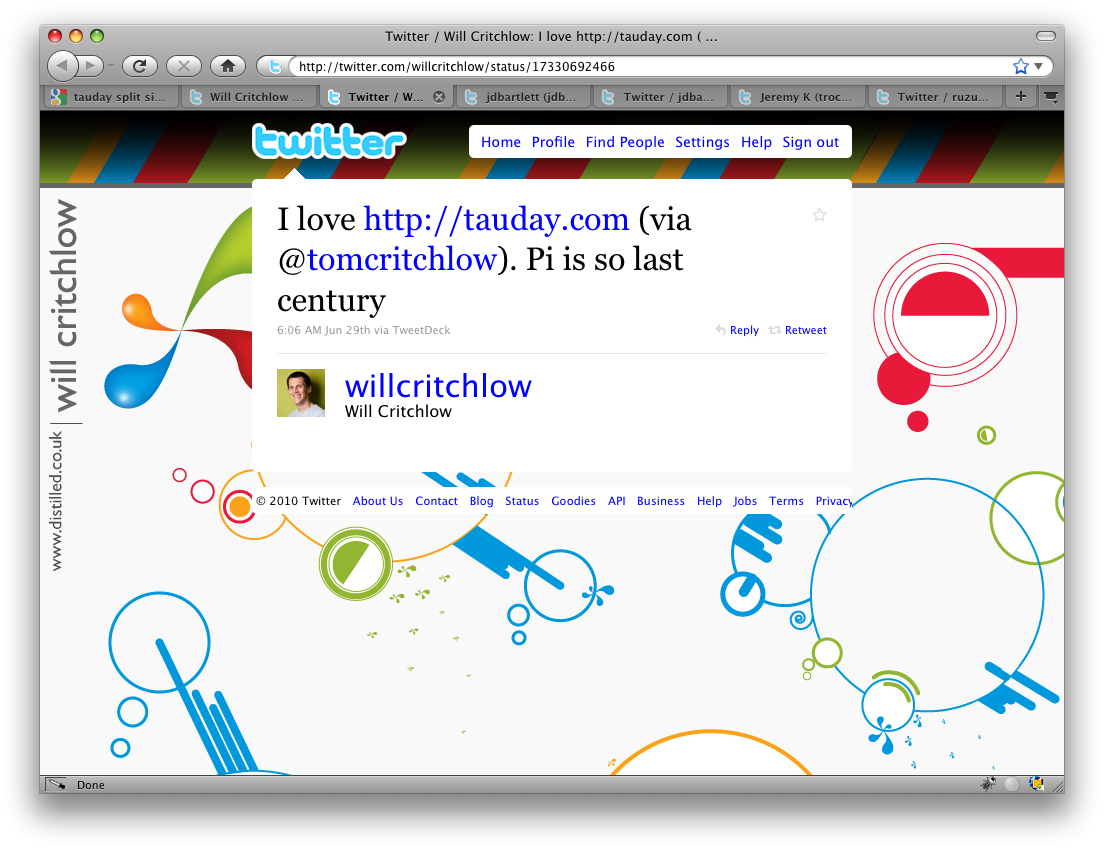 Twitter / Will Critchlow: I love http://tauday.com ( ...
http://twitter.com/willcritchlow/status/17330692466
tauday split si...
Will Critchlow ...
Twitter / W...
jdbartlett (jdb...
Twitter / jdba...
Jeremy K (troc...
Twitter / ruzu...
twitter
Home Profile Find People Settings Help Sign out
I love http://tauday.com (via
@tomcritchlow). Pi is so last
century
6:06 AM Jun 29th via TweetDeck
Reply Retweet
willcritchlow
Will Critchlow
© 2010 Twitter About Us Contact Blog Status Goodies API Business Help Jobs Terms Privacy
will critchlow
www.distilled.co.uk
Done